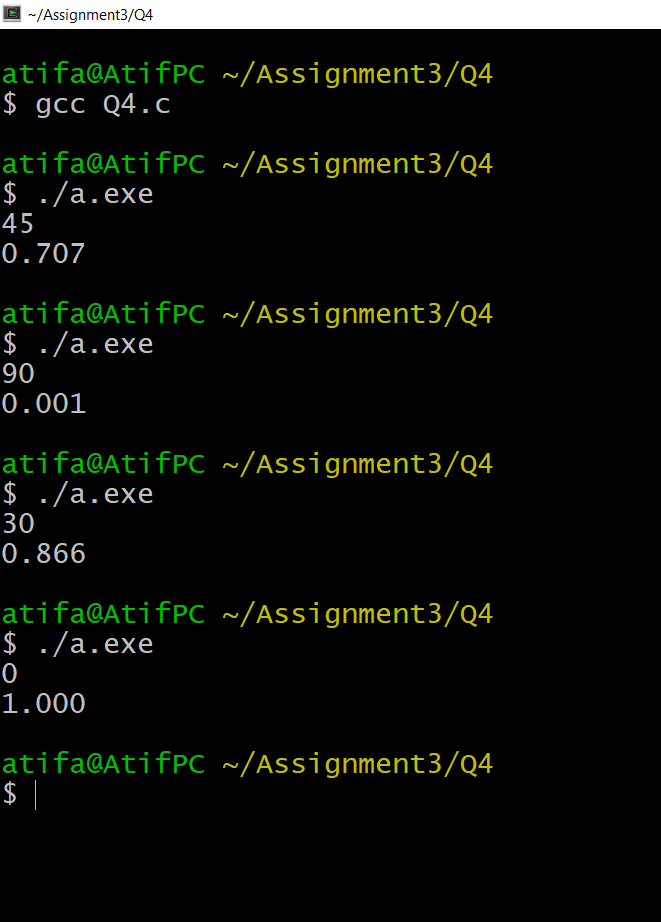 ~/Assignment3/Q4
atifa@AtifPC ~/Assignment3/Q4
$ gcc Q4.c
atifa@AtifPC ~/Assignment3/Q4
$ ./a.exe
45
0.707
atifa@AtifPC ~/Assignment3/Q4
$ ./a.exe
90
0.001
atifa@AtifPC ~/Assignment3/Q4
$ ./a.exe
30
0.866
atifa@AtifPC ~/Assignment3/Q4
$ ./a.exe
0
1.000
atifa@AtifPC ~/Assignment3/Q4
$